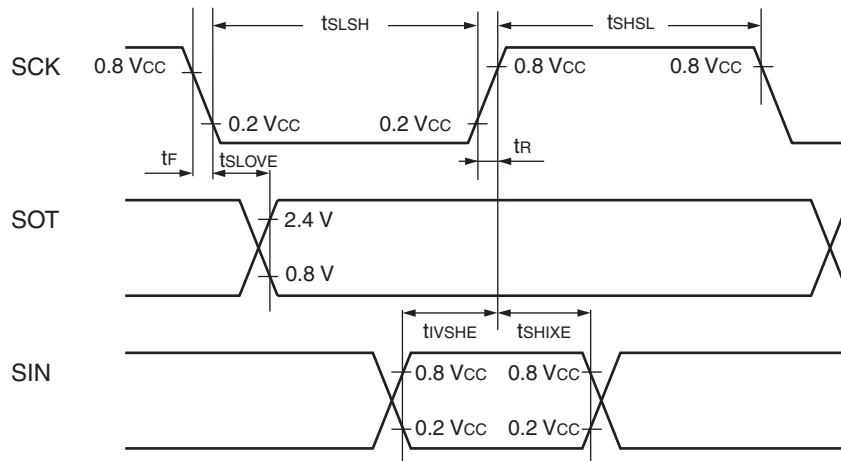 tSLSH tSHSL
SCK 0.8 VCC 0.8 VCC 0.8 VCC
0.2 VCC 0.2 VCC
tF tSLOVE tR
SOT 2.4 V
0.8 V
tIVSHE tSHIXE
SIN 0.8 VCC 0.8 VCC
0.2 VCC 0.2 VCC